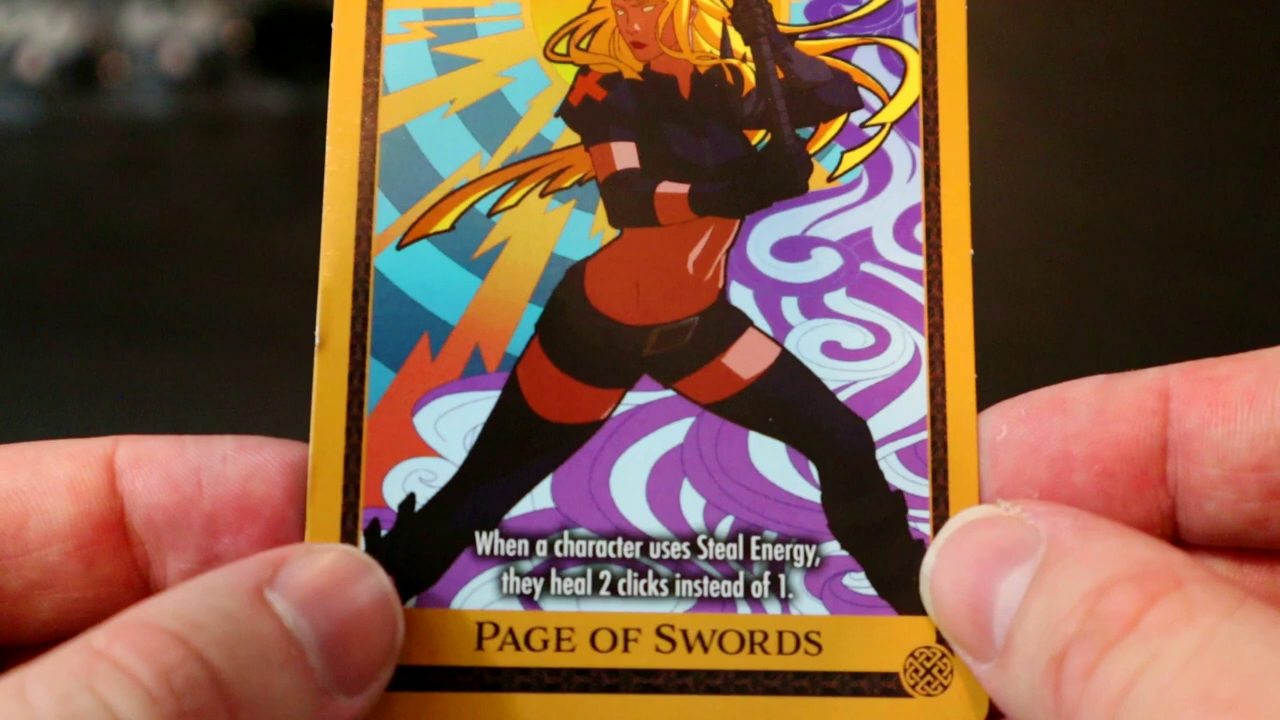 When a character uses Steal Energy,
they heal 2 clicks instead of 1.
PAGE OF SWORDS